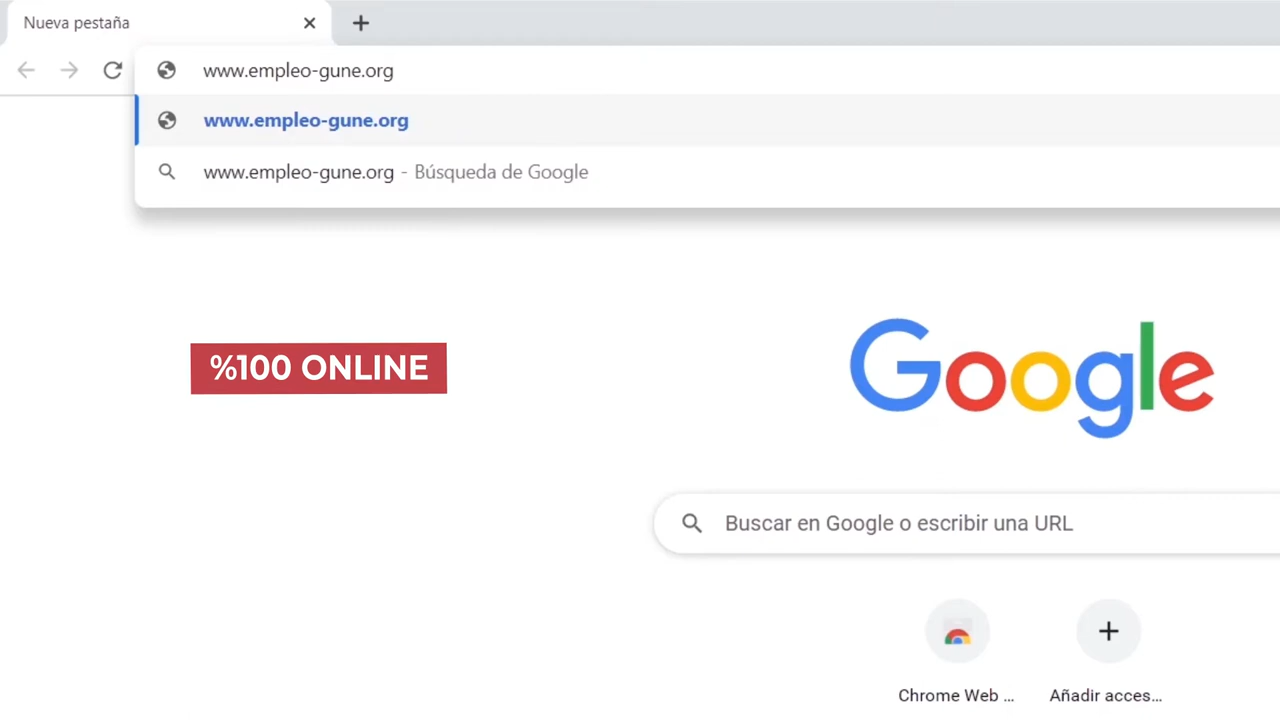 Nueva pestaña
www.empleo-gune.org
www.empleo-gune.org
www.empleo-gune.org - Búsqueda de Google
%100 ONLINE
Google
Buscar en Google o escribir una URL
Chrome Web ...
Añadir acces...